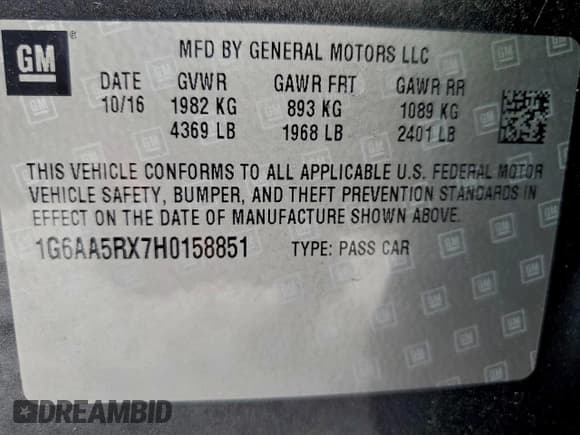 GM
MFD BY GENERAL MOTORS LLC
DATE GVWR GAWR FRT GAWR RR
10/16 1982 KG 893 KG 1089 KG
4369 LB 1968 LB 2401 LB
THIS VEHICLE CONFORMS TO ALL APPLICABLE U.S. FEDERAL MOTOR
VEHICLE SAFETY, BUMPER, AND THEFT PREVENTION STANDARDS IN
EFFECT ON THE DATE OF MANUFACTURE SHOWN ABOVE.
1G6AA5RX7H0158851 TYPE: PASS CAR
DREAMBID